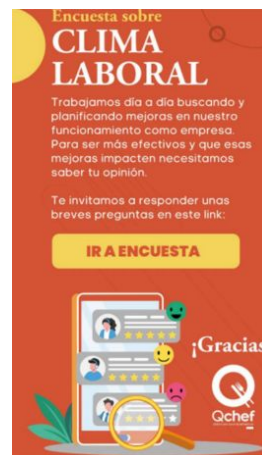 Encuesta sobre
CLIMA
LABORAL
Trabajamos día a día buscando y
planificando mejoras en nuestro
funcionamiento como empresa.
Para ser más efectivos y que esas
mejoras impacten necesitamos
saber tu opinión.
Te invitamos a responder unas
breves preguntas en este link:
IR A ENCUESTA
¡Gracias
Qchef